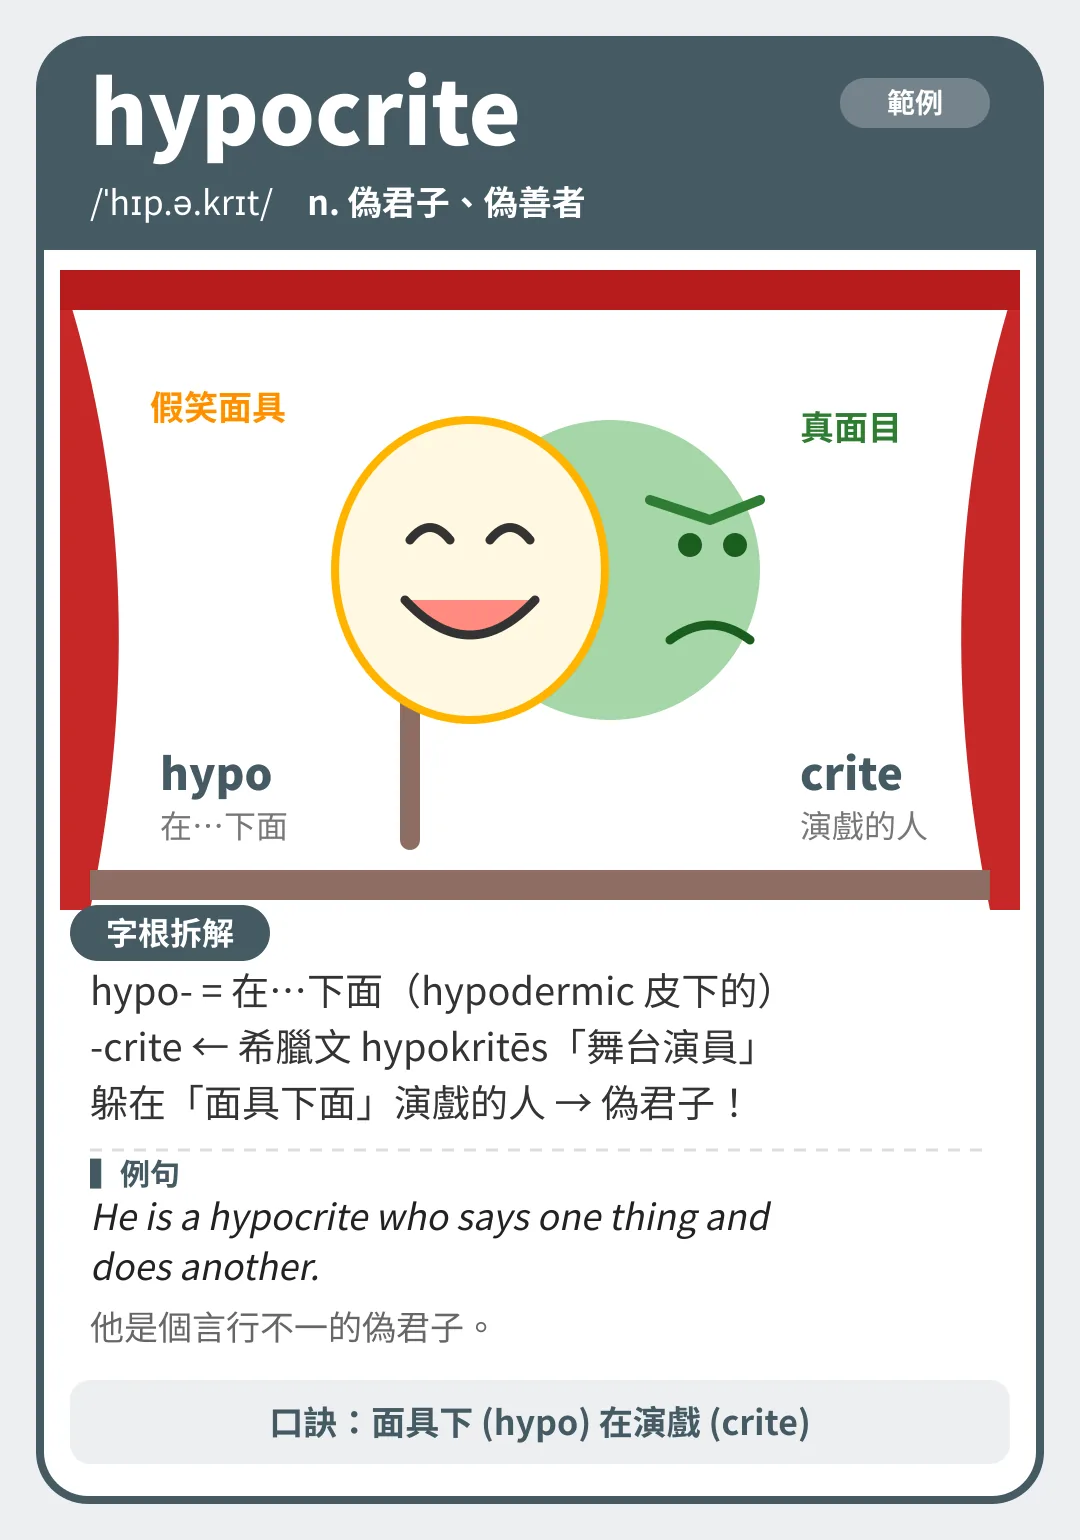 hypocrite
範例
/ˈhɪp.ə.krɪt/ n. 偽君子、偽善者
假笑面具
真面目
hypo
在⋯下面
crite
演戲的人
字根拆解
hypo- = 在⋯下面（hypodermic 皮下的）
-crite ← 希臘文 hypokritēs「舞台演員」
躲在「面具下面」演戲的人 → 偽君子！
例句
He is a hypocrite who says one thing and
does another.
他是個言行不一的偽君子。
口訣：面具下 (hypo) 在演戲 (crite)